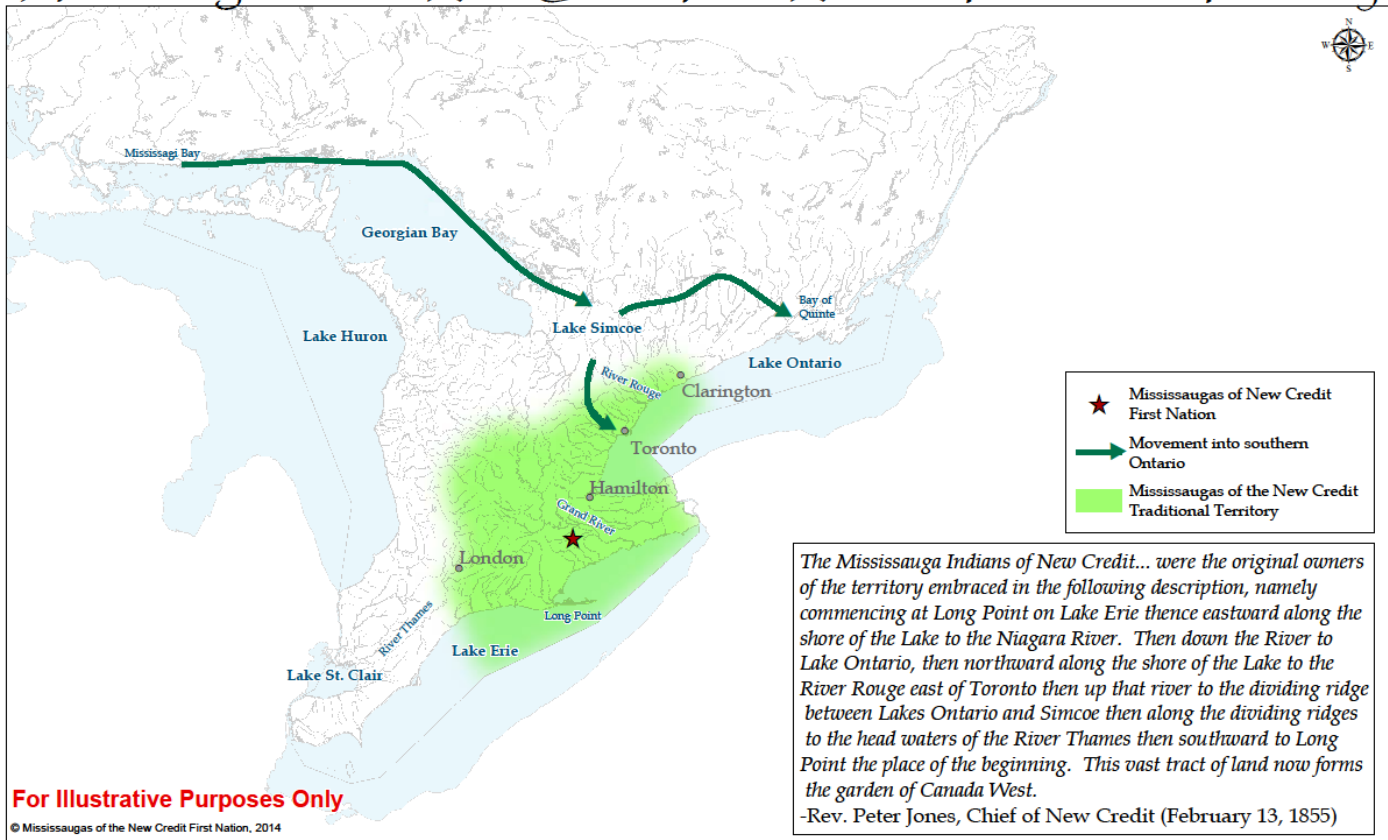 N
W E
S
Mississagi Bay
Georgian Bay
Bay of
Quinte
Lake Simcoe
Lake Huron
Lake Ontario
River Rouge
Clarington
Toronto
Hamilton
Grand River
London
Long Point
River Thames
Lake Erie
Lake St. Clair
Mississaugas of New Credit
First Nation
Movement into southern
Ontario
Mississaugas of the New Credit
Traditional Territory
The Mississauga Indians of New Credit... were the original owners
of the territory embraced in the following description, namely
commencing at Long Point on Lake Erie thence eastward along the
shore of the Lake to the Niagara River. Then down the River to
Lake Ontario, then northward along the shore of the Lake to the
River Rouge east of Toronto then up that river to the dividing ridge
between Lakes Ontario and Simcoe then along the dividing ridges
to the head waters of the River Thames then southward to Long
Point the place of the beginning. This vast tract of land now forms
the garden of Canada West.
-Rev. Peter Jones, Chief of New Credit (February 13, 1855)
For Illustrative Purposes Only
© Mississaugas of the New Credit First Nation, 2014